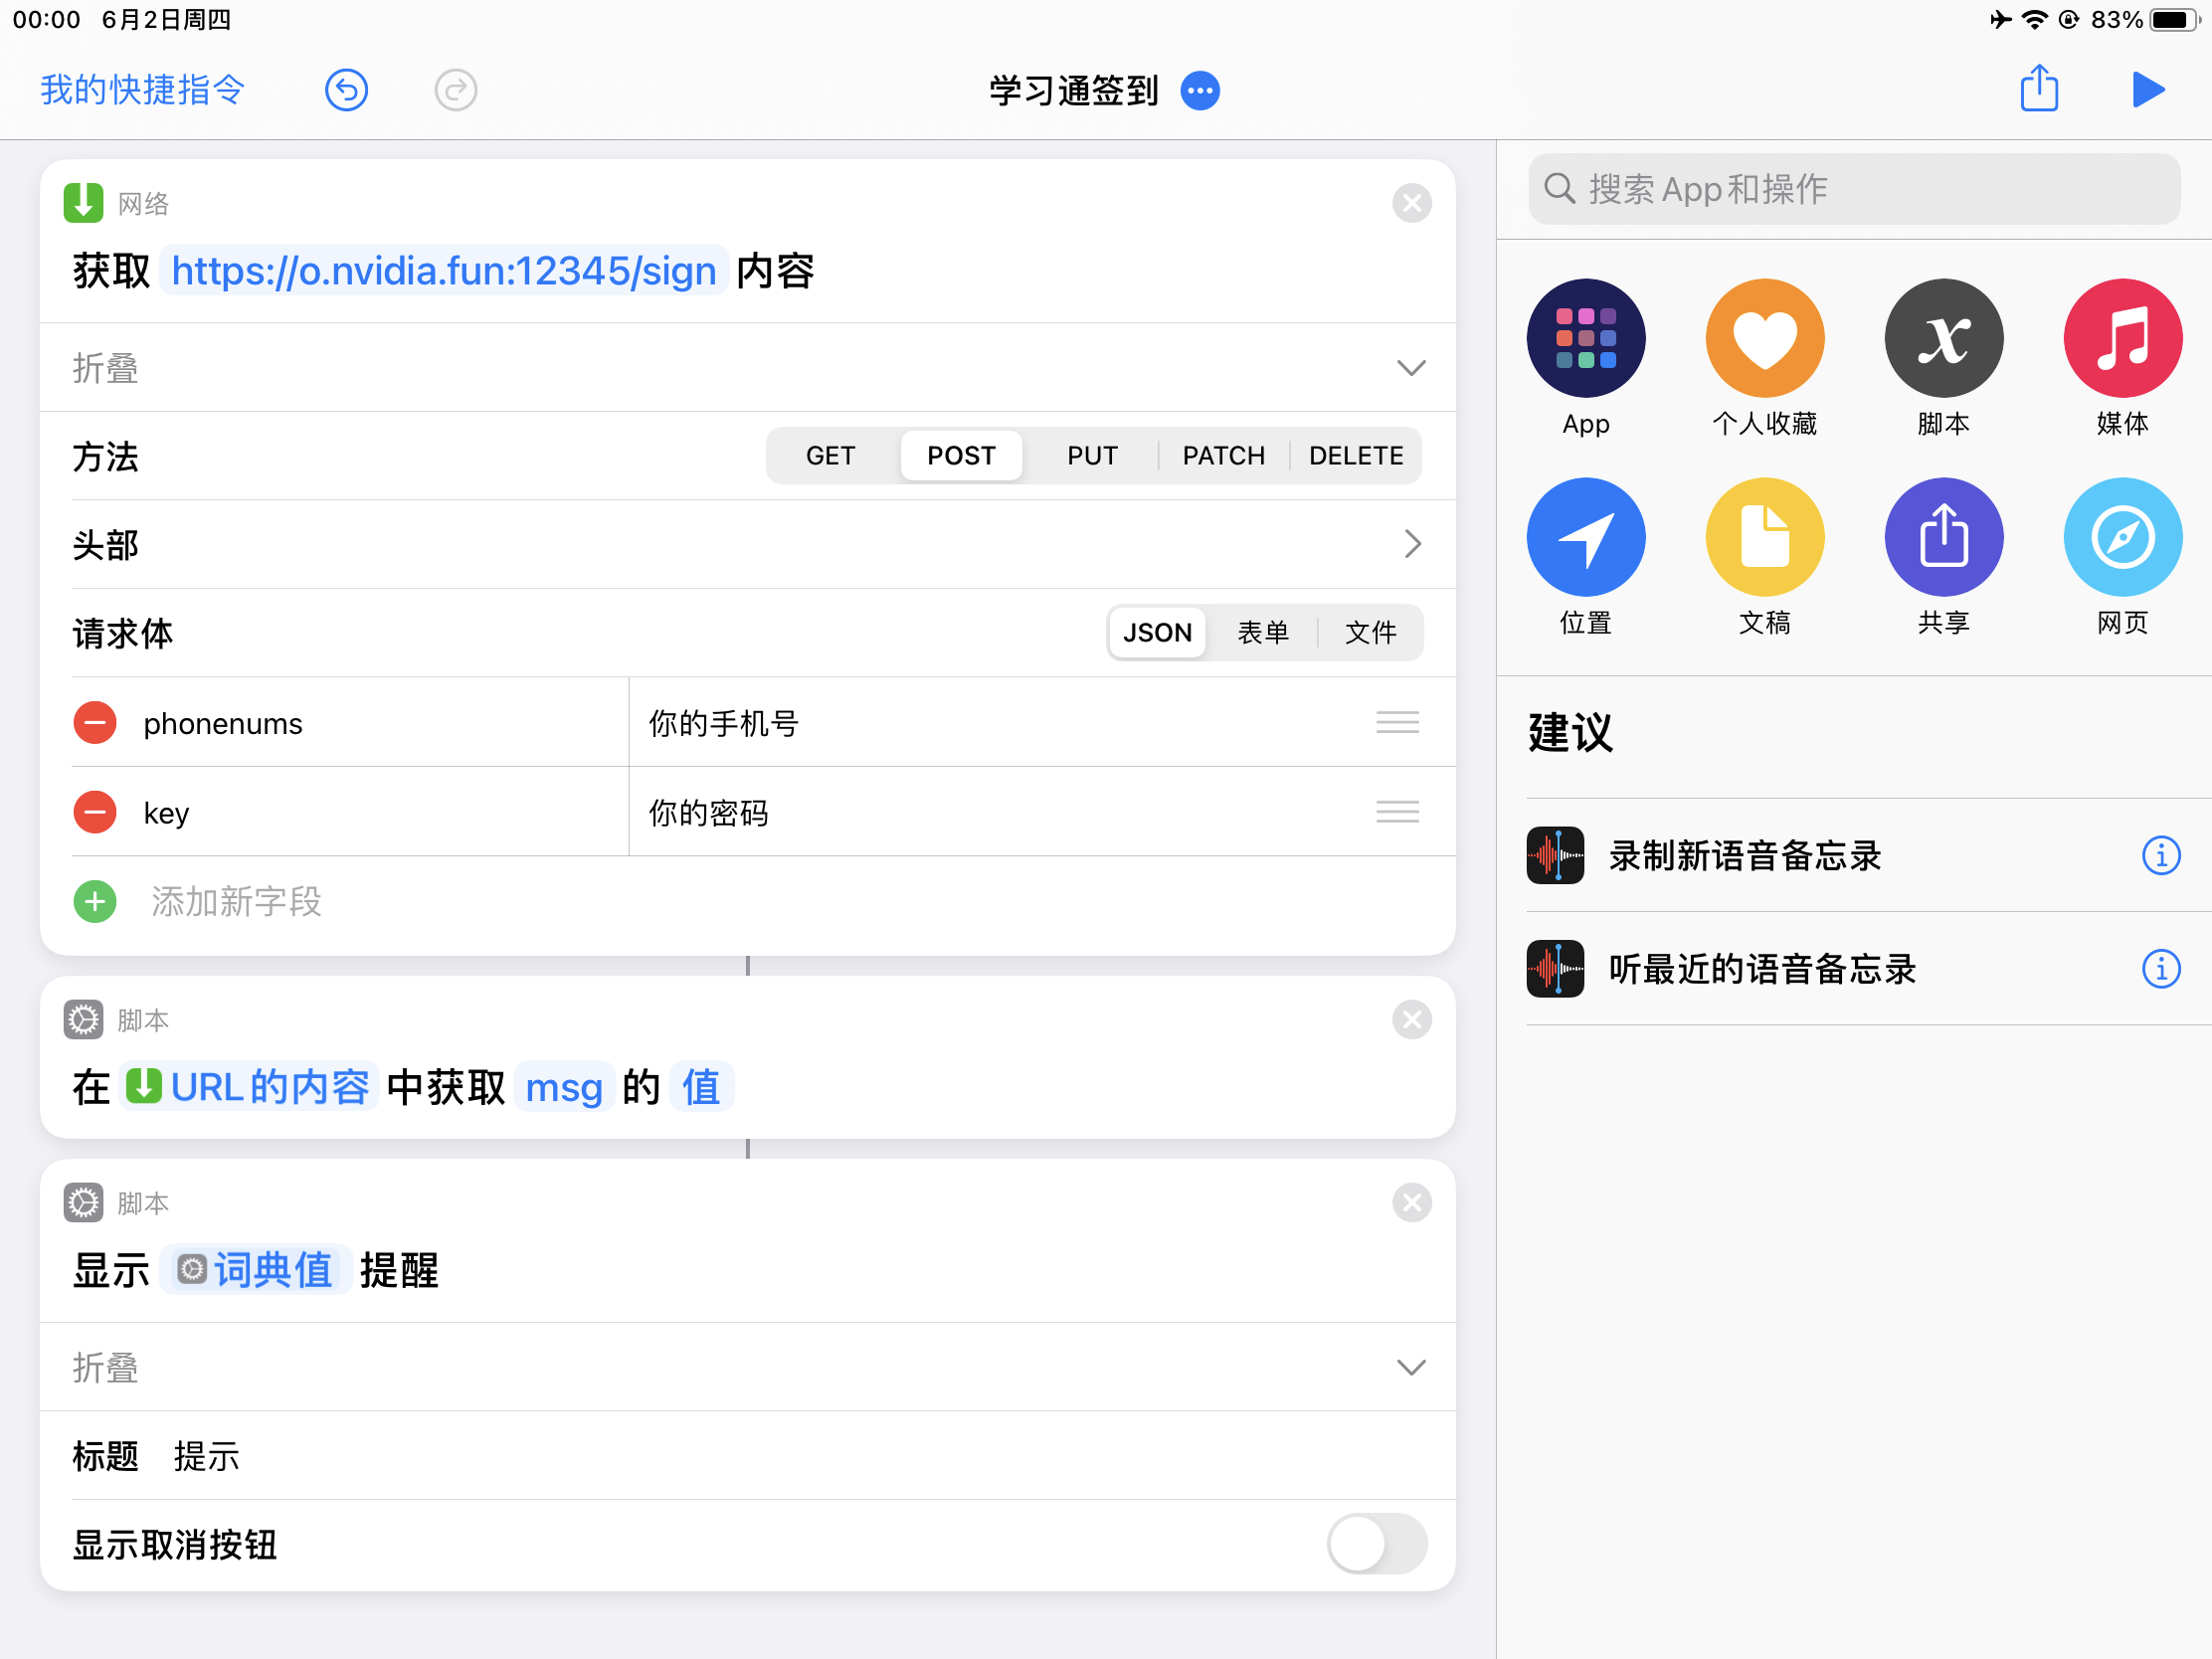 00:00 6月2日周四
83%
我的快捷指令
学习通签到
网络
获取 https://o.nvidia.fun:12345/sign 内容
折叠
方法 GET POST PUT PATCH DELETE
头部
请求体 JSON 表单 文件
phonenums 你的手机号
key 你的密码
添加新字段
脚本
在 URL的内容 中获取 msg 的 值
脚本
显示 词典值 提醒
折叠
标题 提示
显示取消按钮
搜索 App 和操作
App 个人收藏 脚本 媒体
位置 文稿 共享 网页
建议
录制新语音备忘录
听最近的语音备忘录